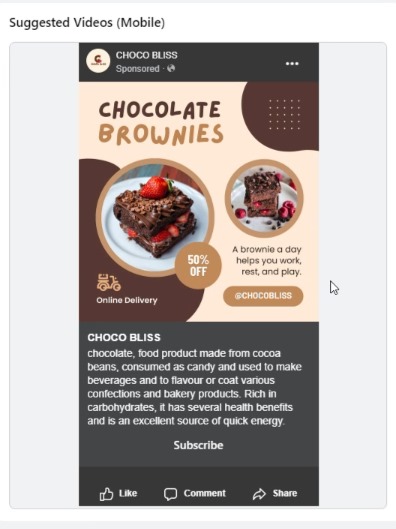 Suggested Videos (Mobile)
CHOCO BLISS
Sponsored ·
CHOCOLATE
BROWNIES
50%
OFF
A brownie a day
helps you work,
rest, and play.
Online Delivery
@CHOCOBLISS
CHOCO BLISS
chocolate, food product made from cocoa
beans, consumed as candy and used to make
beverages and to flavour or coat various
confections and bakery products. Rich in
carbohydrates, it has several health benefits
and is an excellent source of quick energy.
Subscribe
Like
Comment
Share